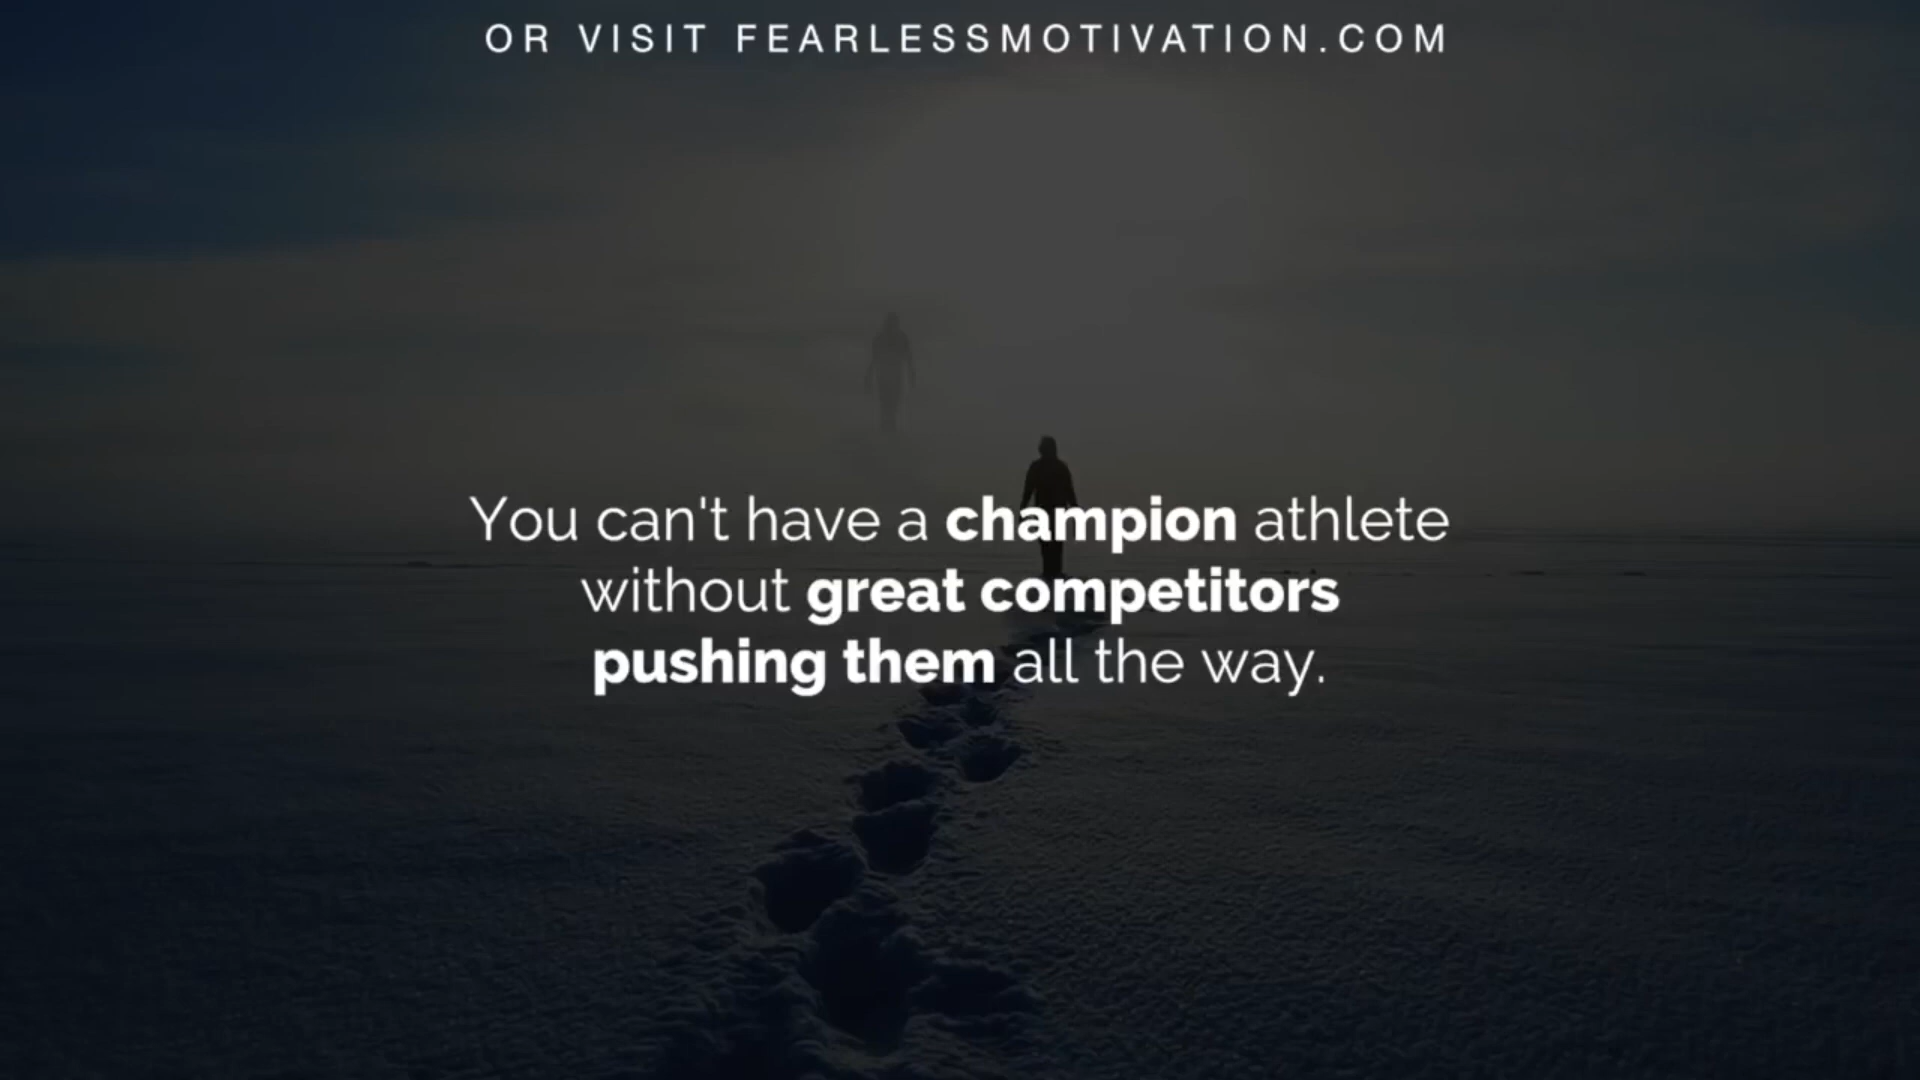 OR VISIT FEARLESSMOTIVATION.COM
You can't have a champion athlete
without great competitors
pushing them all the way.